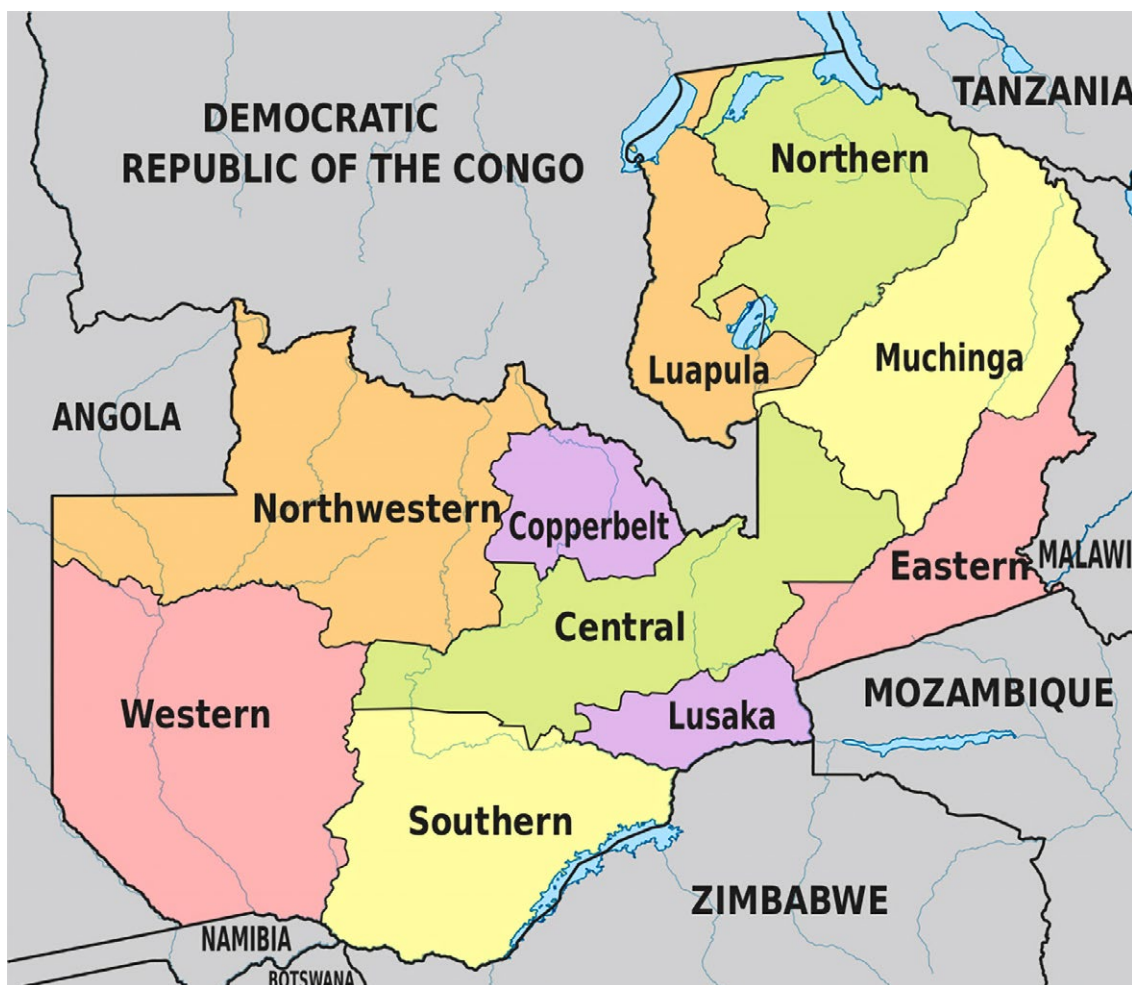 TANZANIA
DEMOCRATIC
REPUBLIC OF THE CONGO
Northern
Muchinga
Luapula
ANGOLA
Northwestern
Copperbelt
MALAWI
Eastern
Central
MOZAMBIQUE
Western
Lusaka
Southern
ZIMBABWE
NAMIBIA
BOTSWANA